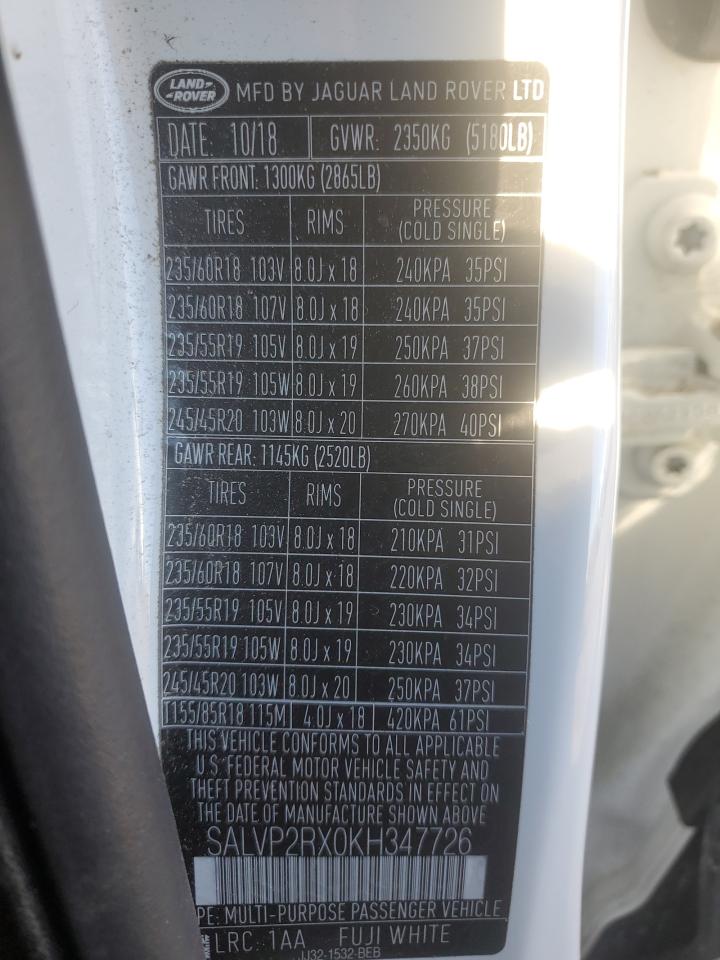 LAND ROVER MFD BY JAGUAR LAND ROVER LTD
DATE: 10/18 GVWR: 2350KG (5180LB)
GAWR FRONT: 1300KG (2865LB)
TIRES RIMS PRESSURE (COLD SINGLE)
235/60R18 103V 8.0J x 18 240KPA 35PSI
235/60R18 107V 8.0J x 18 240KPA 35PSI
235/55R19 105V 8.0J x 19 250KPA 37PSI
235/55R19 105W 8.0J x 19 260KPA 38PSI
245/45R20 103W 8.0J x 20 270KPA 40PSI
GAWR REAR: 1145KG (2520LB)
TIRES RIMS PRESSURE (COLD SINGLE)
235/60R18 103V 8.0J x 18 210KPA 31PSI
235/60R18 107V 8.0J x 18 220KPA 32PSI
235/55R19 105V 8.0J x 19 230KPA 34PSI
235/55R19 105W 8.0J x 19 230KPA 34PSI
245/45R20 103W 8.0J x 20 250KPA 37PSI
T155/85R18 115M 4.0J x 18 420KPA 61PSI
THIS VEHICLE CONFORMS TO ALL APPLICABLE
U.S. FEDERAL MOTOR VEHICLE SAFETY AND
THEFT PREVENTION STANDARDS IN EFFECT ON
THE DATE OF MANUFACTURE SHOWN ABOVE
SALVP2RX0KH347726
PE: MULTI-PURPOSE PASSENGER VEHICLE
LRC: 1AA FUJI WHITE
JJ32-1532-BEB